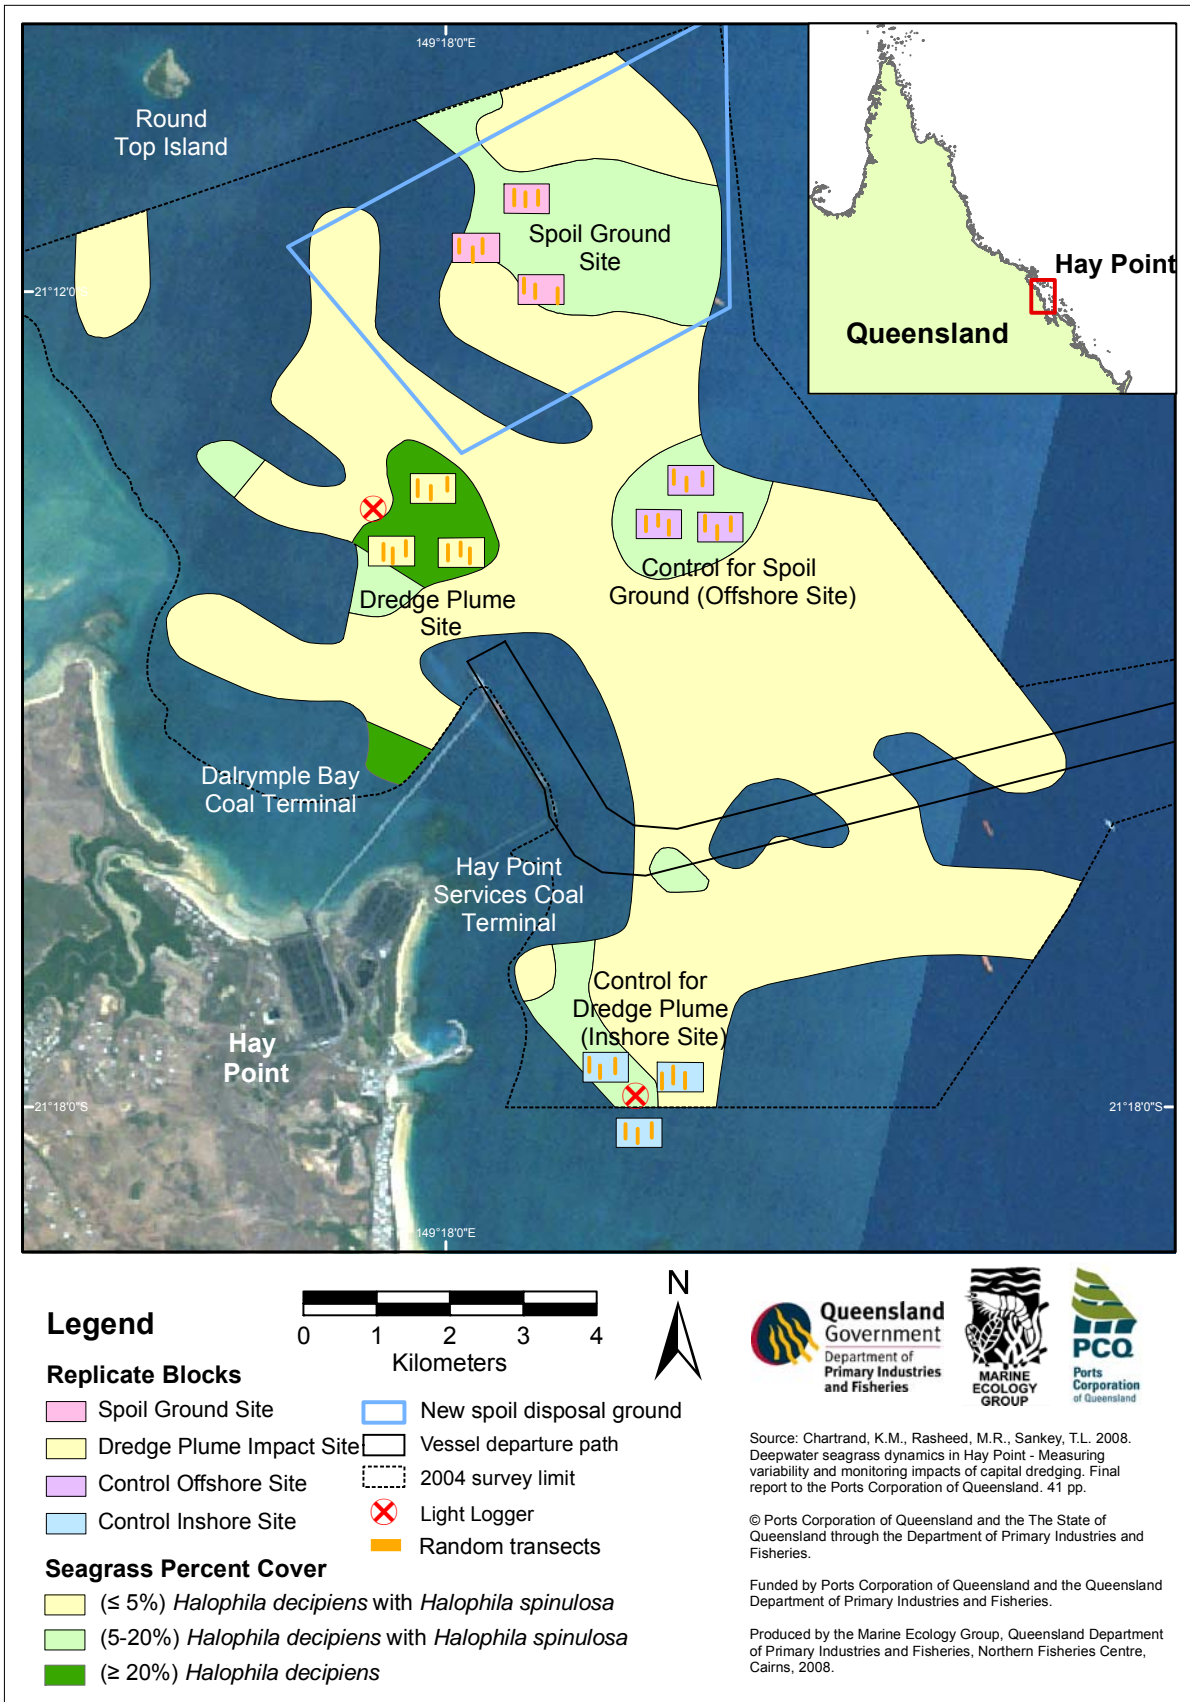 149°18'0"E
Round
Top Island
Spoil Ground
Site
Hay Point
Queensland
21°12'0"
Control for Spoil
Ground (Offshore Site)
Dredge Plume
Site
Dalrymple Bay
Coal Terminal
Hay Point
Services Coal
Terminal
Control for
Dredge Plume
(Inshore Site)
Hay
Point
21°18'0"S
21°18'0"S
149°18'0"E
Legend
0 1 2 3 4
Kilometers
N
Replicate Blocks
Spoil Ground Site
Dredge Plume Impact Site
Control Offshore Site
Control Inshore Site
New spoil disposal ground
Vessel departure path
2004 survey limit
Light Logger
Random transects
Seagrass Percent Cover
(≤ 5%) Halophila decipiens with Halophila spinulosa
(5-20%) Halophila decipiens with Halophila spinulosa
(≥ 20%) Halophila decipiens
Queensland
Government
Department of
Primary Industries
and Fisheries
MARINE
ECOLOGY
GROUP
PCQ
Ports
Corporation
of Queensland
Source: Chartrand, K.M., Rasheed, M.R., Sankey, T.L. 2008.
Deepwater seagrass dynamics in Hay Point - Measuring
variability and monitoring impacts of capital dredging. Final
report to the Ports Corporation of Queensland. 41 pp.
© Ports Corporation of Queensland and the The State of
Queensland through the Department of Primary Industries and
Fisheries.
Funded by Ports Corporation of Queensland and the Queensland
Department of Primary Industries and Fisheries.
Produced by the Marine Ecology Group, Queensland Department
of Primary Industries and Fisheries, Northern Fisheries Centre,
Cairns, 2008.